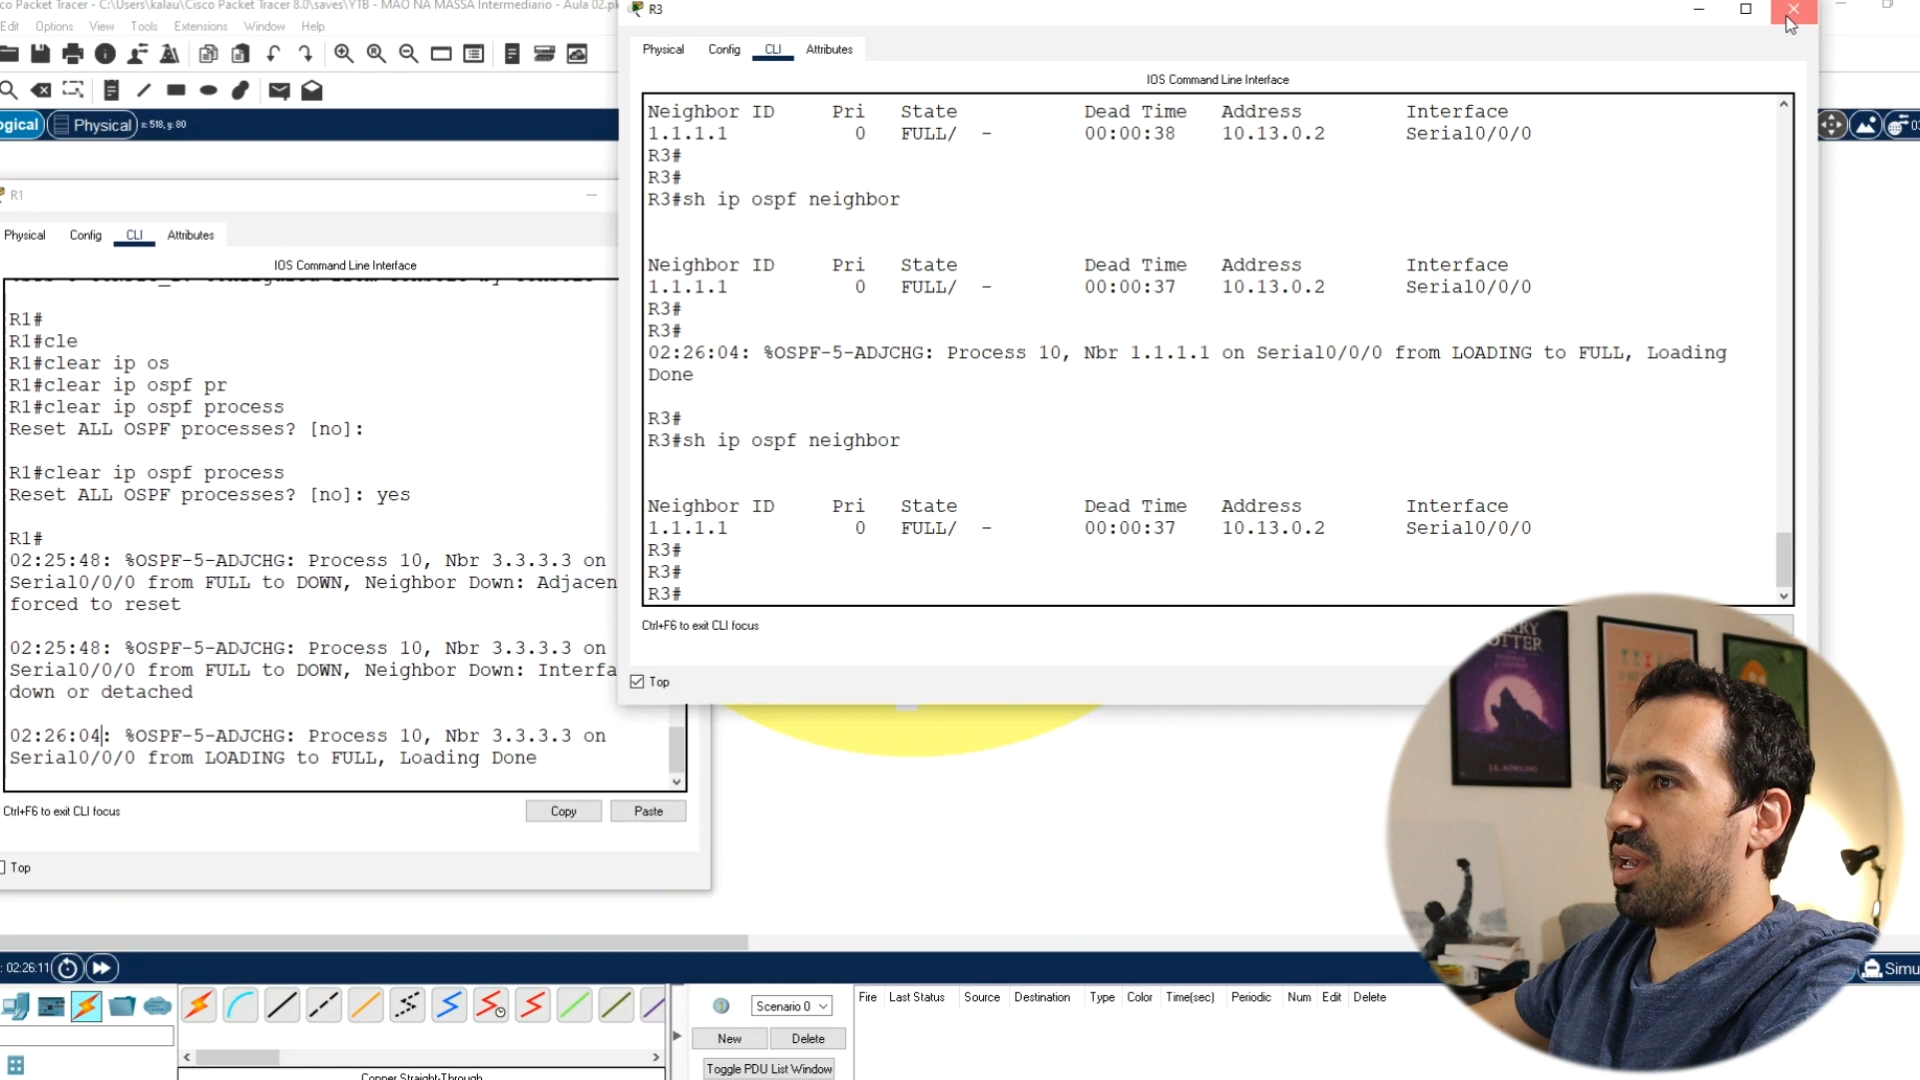 co Packet Tracer - C:\Users\kalau\Cisco Packet Tracer 8.0\saves\YTB - MAO NA MASSA Intermediario - Aula 02.pk
Edit Options View Tools Extensions Window Help
ogical Physical x: 518, y: 80
R1
Physical Config CLI Attributes
IOS Command Line Interface
R1#
R1#cle
R1#clear ip os
R1#clear ip ospf pr
R1#clear ip ospf process
Reset ALL OSPF processes? [no]:
R1#clear ip ospf process
Reset ALL OSPF processes? [no]: yes
R1#
02:25:48: %OSPF-5-ADJCHG: Process 10, Nbr 3.3.3.3 on
Serial0/0/0 from FULL to DOWN, Neighbor Down: Adjacen
forced to reset
02:25:48: %OSPF-5-ADJCHG: Process 10, Nbr 3.3.3.3 on
Serial0/0/0 from FULL to DOWN, Neighbor Down: Interfa
down or detached
02:26:04: %OSPF-5-ADJCHG: Process 10, Nbr 3.3.3.3 on
Serial0/0/0 from LOADING to FULL, Loading Done
Ctrl+F6 to exit CLI focus
Copy Paste
Top
R3
Physical Config CLI Attributes
IOS Command Line Interface
Neighbor ID Pri State Dead Time Address Interface
1.1.1.1 0 FULL/ - 00:00:38 10.13.0.2 Serial0/0/0
R3#
R3#
R3#sh ip ospf neighbor
Neighbor ID Pri State Dead Time Address Interface
1.1.1.1 0 FULL/ - 00:00:37 10.13.0.2 Serial0/0/0
R3#
R3#
02:26:04: %OSPF-5-ADJCHG: Process 10, Nbr 1.1.1.1 on Serial0/0/0 from LOADING to FULL, Loading
Done
R3#
R3#sh ip ospf neighbor
Neighbor ID Pri State Dead Time Address Interface
1.1.1.1 0 FULL/ - 00:00:37 10.13.0.2 Serial0/0/0
R3#
R3#
R3#
Ctrl+F6 to exit CLI focus
Top
RRY
OTTER
J.K. ROWLING
: 02:26:11
Simu
Scenario 0
New Delete
Toggle PDU List Window
Fire Last Status Source Destination Type Color Time(sec) Periodic Num Edit Delete
Copper Straight-Through